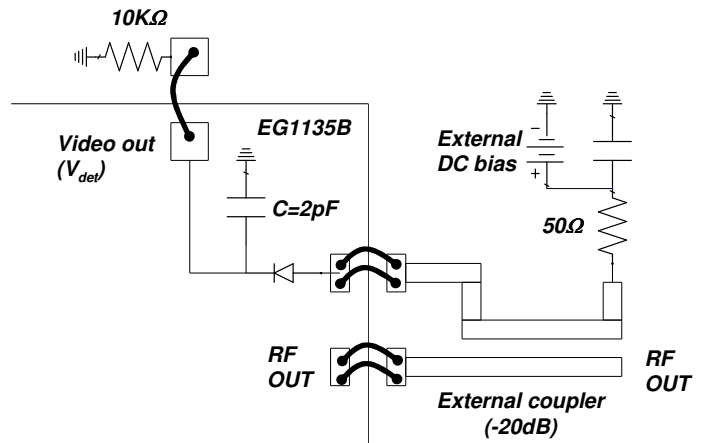 10KΩ
EG1135B
Video out
(Vdet)
C=2pF
External
DC bias
-
+
50Ω
RF
OUT
RF
OUT
External coupler
(-20dB)